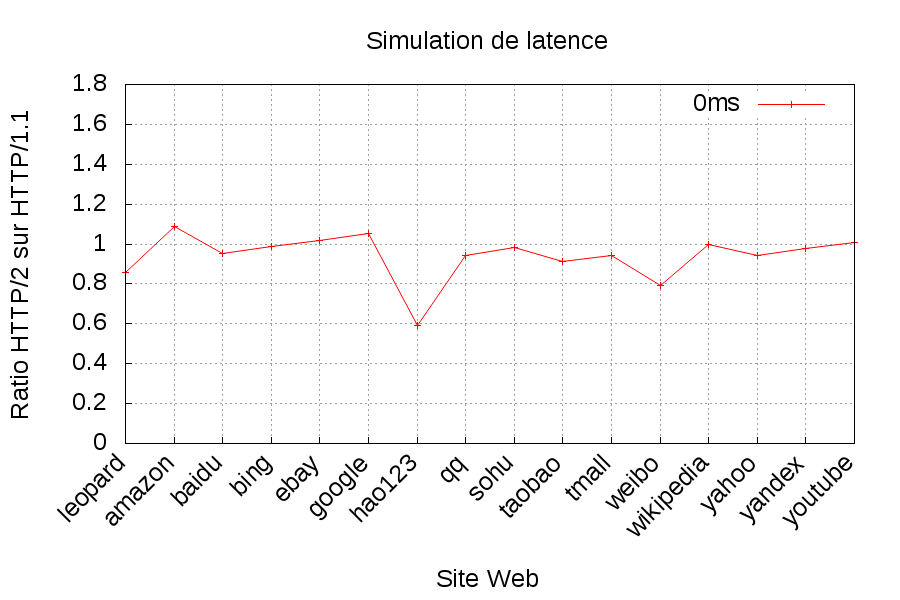 Simulation de latence
Ratio HTTP/2 sur HTTP/1.1
1.8
1.6
1.4
1.2
1
0.8
0.6
0.4
0.2
0
0ms
leopard
amazon
baidu
bing
ebay
google
hao123
qq
sohu
taobao
tmall
weibo
wikipedia
yahoo
yandex
youtube
Site Web